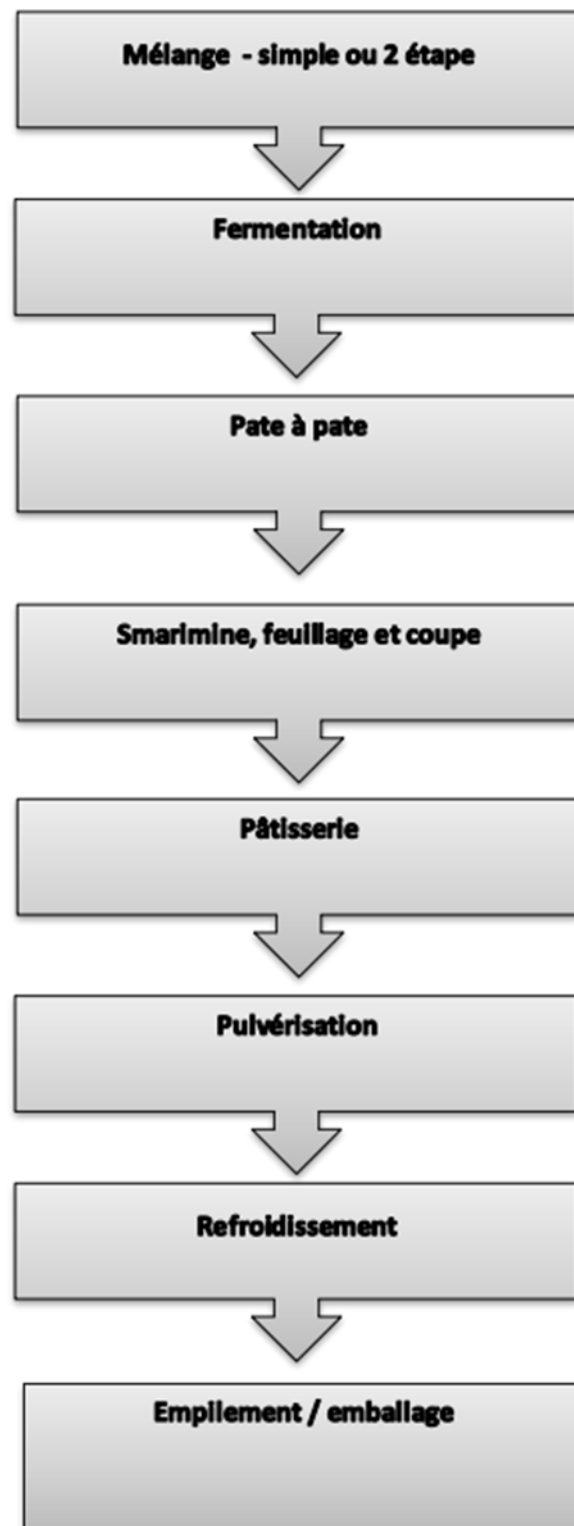 Mélange - simple ou 2 étape
Fermentation
Pate à pate
Smarimine, feuillage et coupe
Pâtisserie
Pulvérisation
Refroidissement
Empilement / emballage